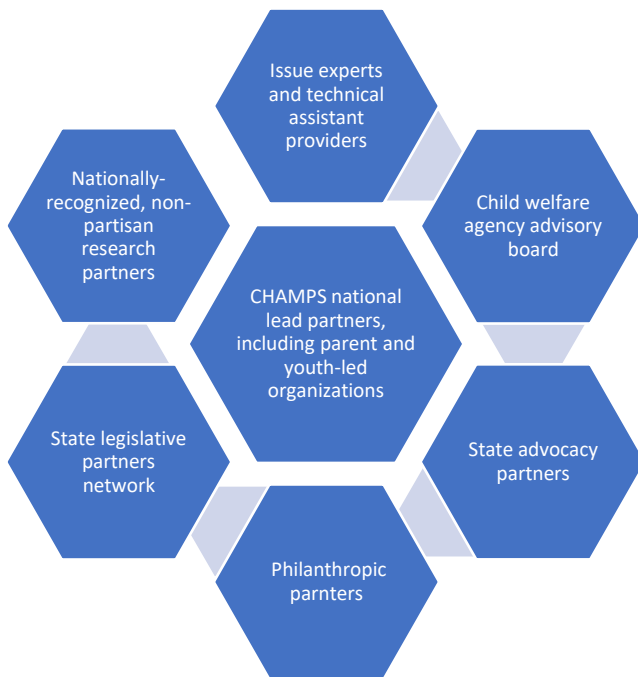 Issue experts
and technical
assistant
providers
Nationally-
recognized, non-
partisan
research
partners
Child welfare
agency advisory
board
CHAMPS national
lead partners,
including parent and
youth-led
organizations
State legislative
partners
network
State advocacy
partners
Philanthropic
parnters